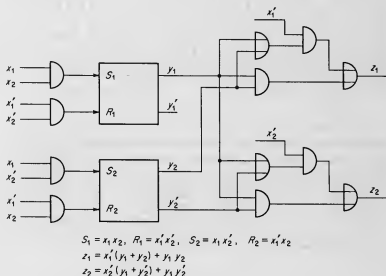 x₁
x₂
x₁′
x₂′
S₁
R₁
y₁
y₁′
x₁′
z₁
x₁
x₂′
x₁′
x₂
S₂
R₂
y₂
y₂′
x₂′
z₂
S₁ = x₁x₂, R₁ = x₁′x₂′, S₂ = x₁x₂′, R₂ = x₁′x₂
z₁ = x₁′(y₁ + y₂) + y₁y₂
z₂ = x₂′(y₁ + y₂′) + y₁y₂′